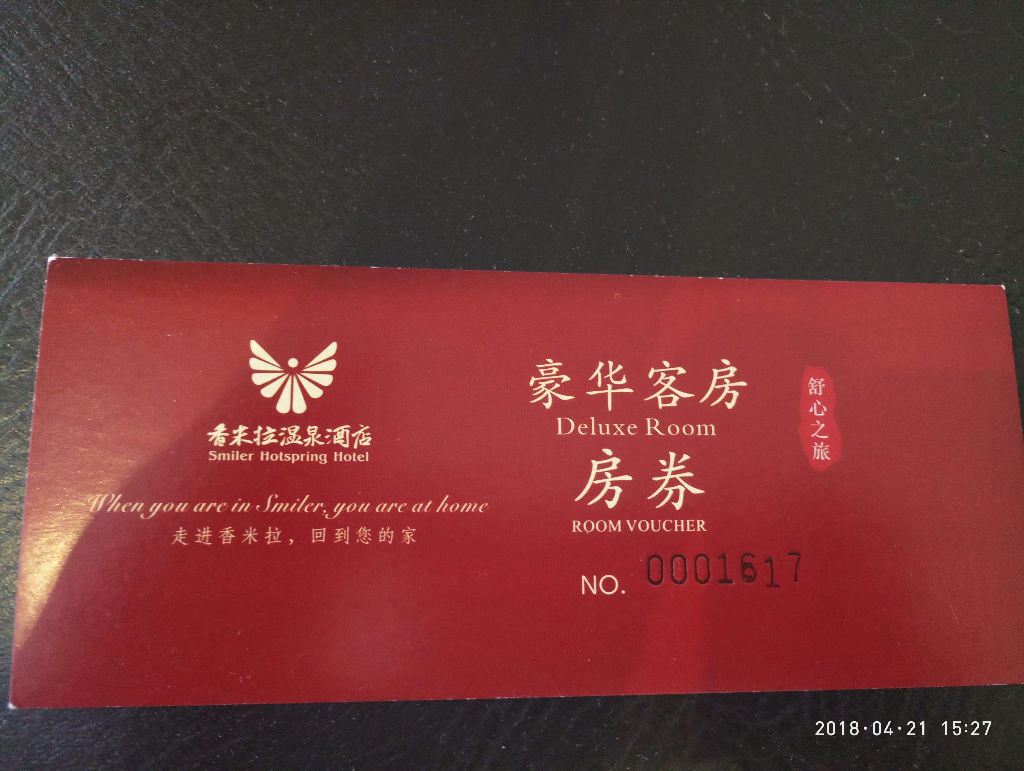 香米拉温泉酒店
Smiler Hotspring Hotel
When you are in Smiler, you are at home
走进香米拉，回到您的家
豪华客房
Deluxe Room
房券
ROOM VOUCHER
NO. 0001617
舒心之旅
2018·04·21 15:27